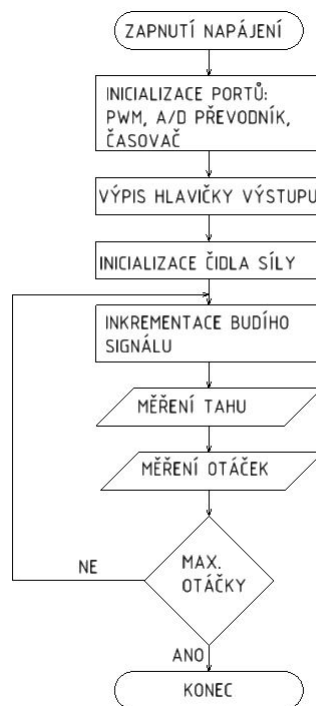 ZAPNUTÍ NAPÁJENÍ
INICIALIZACE PORTŮ:
PWM, A/D PŘEVODNÍK,
ČASOVAČ
VÝPIS HLAVIČKY VÝSTUPU
INICIALIZACE ČIDLA SÍLY
INKREMENTACE BUDÍHO
SIGNÁLU
MĚŘENÍ TAHU
MĚŘENÍ OTÁČEK
MAX.
OTÁČKY
NE
ANO
KONEC